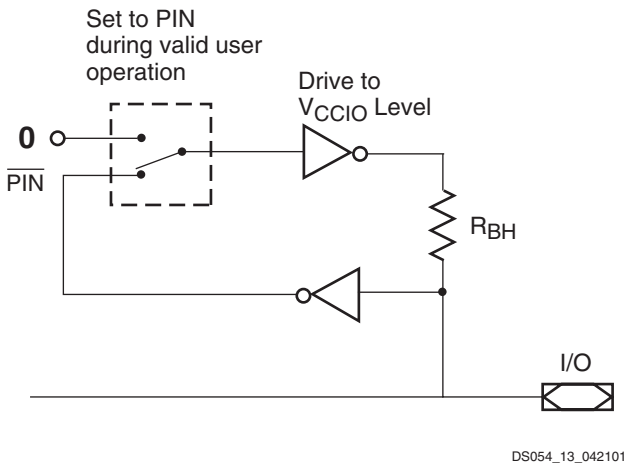 Set to PIN
during valid user
operation
Drive to
VCCIO Level
0
PIN
RBH
I/O
DS054_13_042101